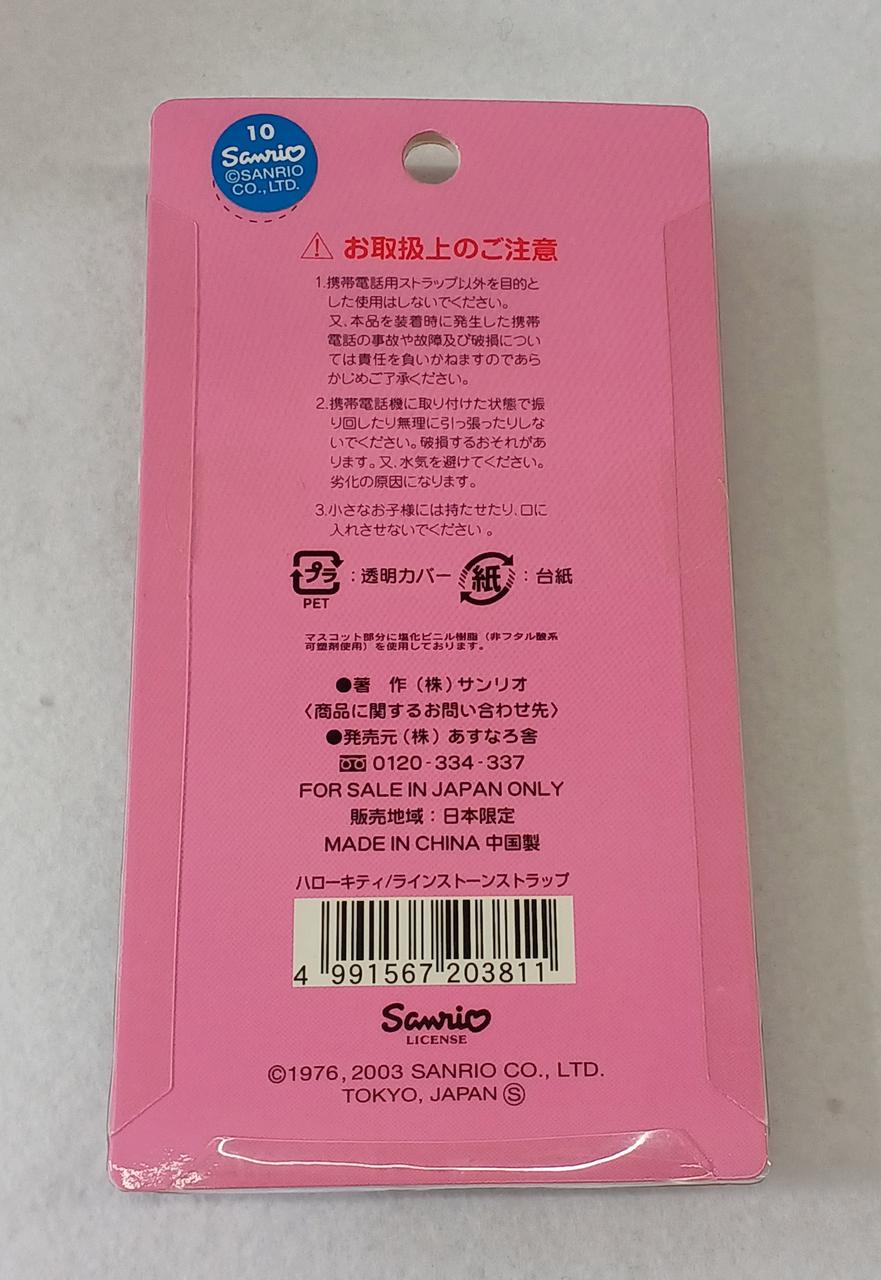 10
Sanrio
©SANRIO
CO.,LTD.
⚠ お取扱上のご注意
1.携帯電話用ストラップ以外を目的と
した使用はしないでください。
又、本品を装着時に発生した携帯
電話の事故や故障及び破損につい
ては責任を負いかねますのであら
かじめご了承ください。
2.携帯電話機に取り付けた状態で振
り回したり無理に引っ張ったりしな
いでください。破損するおそれがあ
ります。又、水気を避けてください。
劣化の原因になります。
3.小さなお子様には持たせたり、口に
入れさせないでください。
プラ :透明カバー 紙 :台紙
PET
マスコット部分に塩化ビニル樹脂(非フタル酸系
可塑剤使用)を使用しております。
●著 作(株)サンリオ
〈商品に関するお問い合わせ先〉
●発売元(株)あすなろ舎
0120-334-337
FOR SALE IN JAPAN ONLY
販売地域:日本限定
MADE IN CHINA 中国製
ハローキティ/ラインストーンストラップ
4 991567 203811
Sanrio
LICENSE
©1976, 2003 SANRIO CO., LTD.
TOKYO, JAPAN Ⓢ